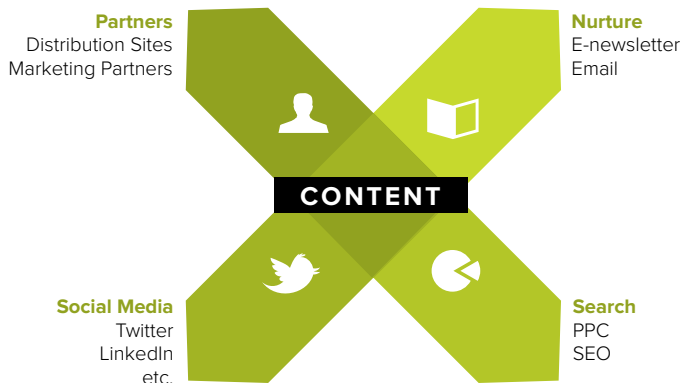 Partners
Distribution Sites
Marketing Partners
Nurture
E-newsletter
Email
CONTENT
Social Media
Twitter
LinkedIn
etc.
Search
PPC
SEO